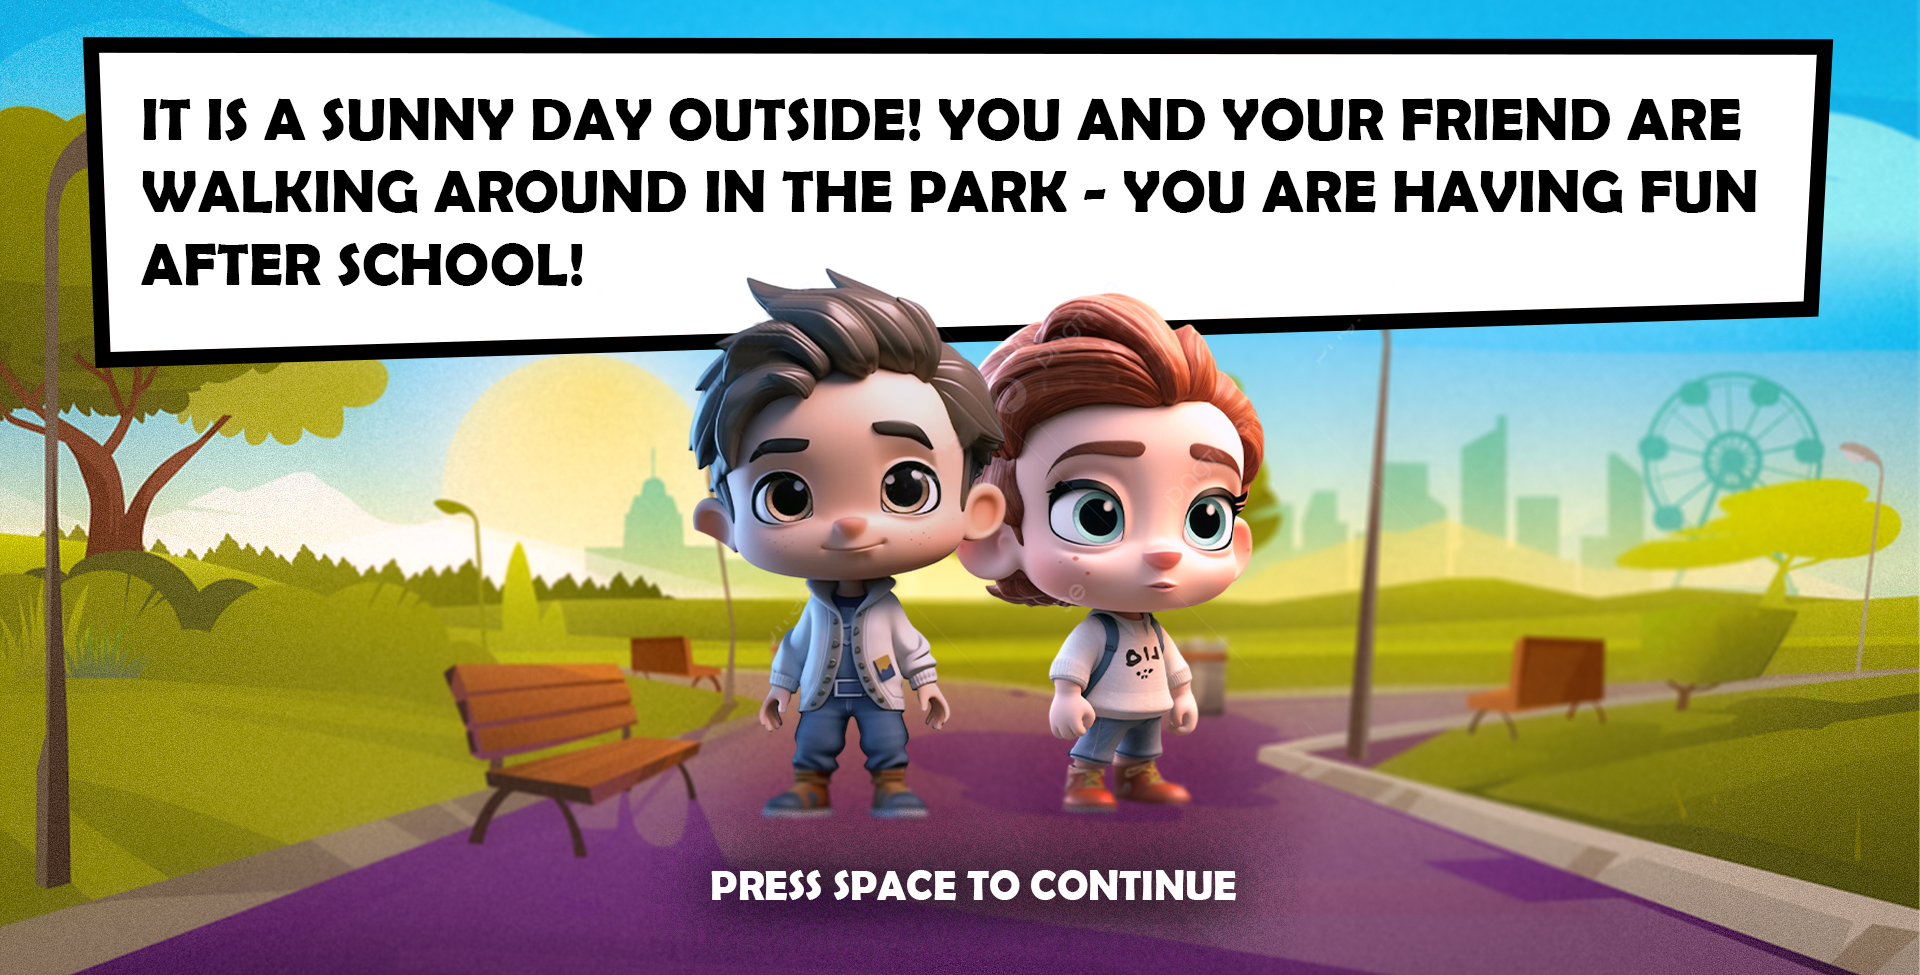 IT IS A SUNNY DAY OUTSIDE! YOU AND YOUR FRIEND ARE
WALKING AROUND IN THE PARK - YOU ARE HAVING FUN
AFTER SCHOOL!
PRESS SPACE TO CONTINUE